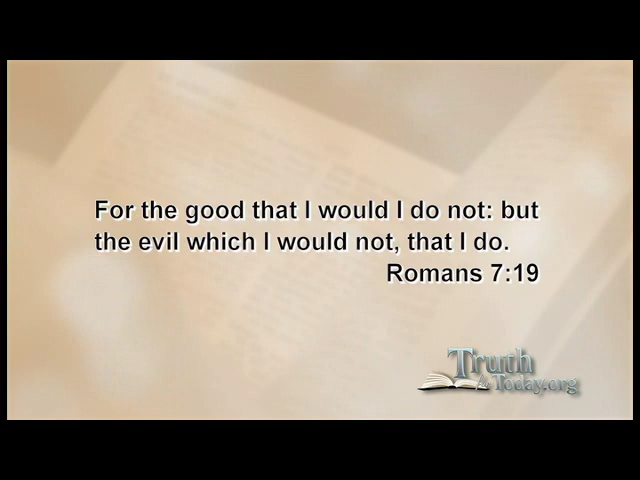 For the good that I would I do not: but
the evil which I would not, that I do.
Romans 7:19
Truth
for Today.org